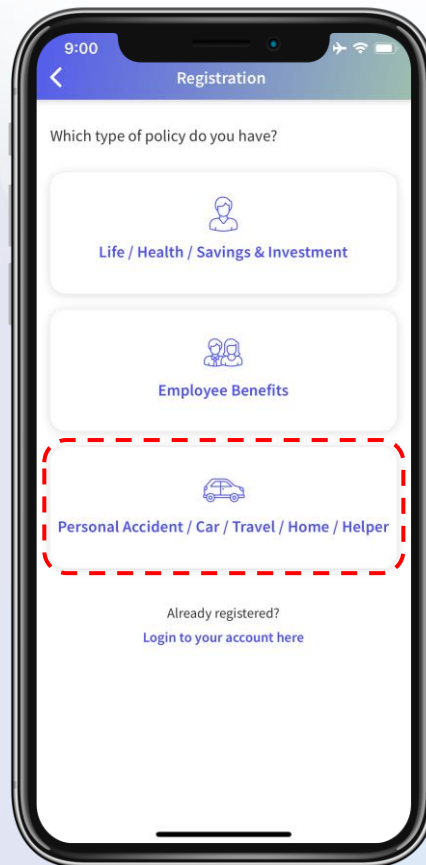 9:00
Registration
Which type of policy do you have?
Life / Health / Savings & Investment
Employee Benefits
Personal Accident / Car / Travel / Home / Helper
Already registered?
Login to your account here